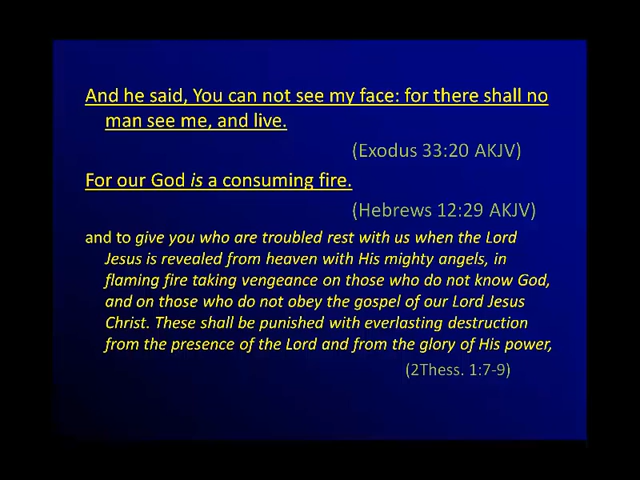 And he said, You can not see my face: for there shall no
man see me, and live.
(Exodus 33:20 AKJV)
For our God is a consuming fire.
(Hebrews 12:29 AKJV)
and to give you who are troubled rest with us when the Lord
Jesus is revealed from heaven with His mighty angels, in
flaming fire taking vengeance on those who do not know God,
and on those who do not obey the gospel of our Lord Jesus
Christ. These shall be punished with everlasting destruction
from the presence of the Lord and from the glory of His power,
(2Thess. 1:7-9)